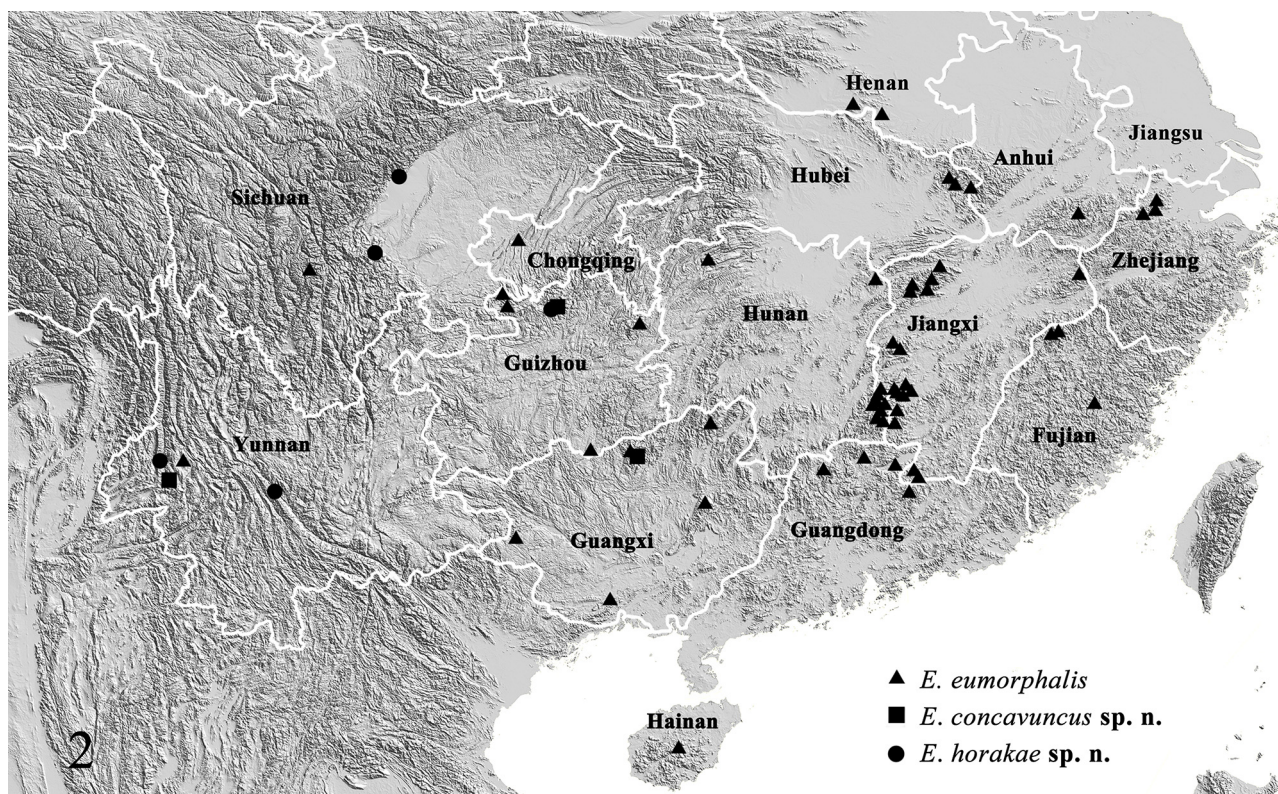 Henan
Jiangsu
Anhui
Hubei
Sichuan
Chongqing
Zhejiang
Hunan
Jiangxi
Guizhou
Yunnan
Fujian
Guangxi
Guangdong
E. eumorphalis
E. concavuncus sp. n.
Hainan
E. horakae sp. n.
2